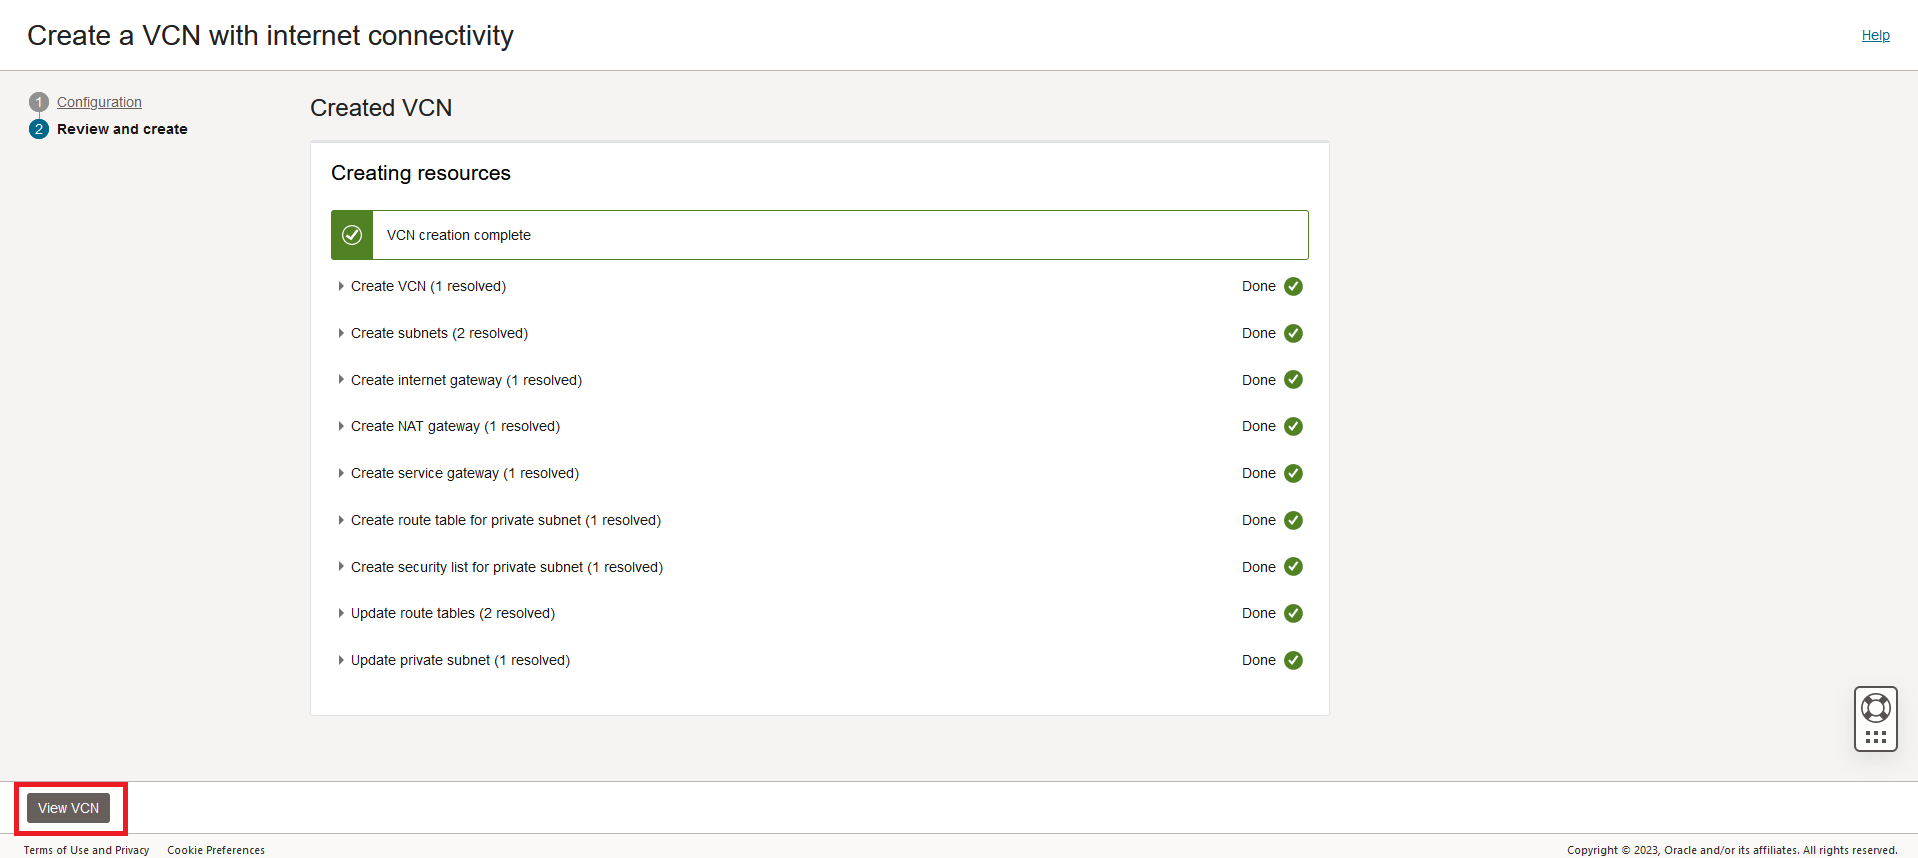 Create a VCN with internet connectivity
Help
1 Configuration
2 Review and create
Created VCN
Creating resources
VCN creation complete
Create VCN (1 resolved) Done
Create subnets (2 resolved) Done
Create internet gateway (1 resolved) Done
Create NAT gateway (1 resolved) Done
Create service gateway (1 resolved) Done
Create route table for private subnet (1 resolved) Done
Create security list for private subnet (1 resolved) Done
Update route tables (2 resolved) Done
Update private subnet (1 resolved) Done
View VCN
Terms of Use and Privacy Cookie Preferences
Copyright © 2023, Oracle and/or its affiliates. All rights reserved.